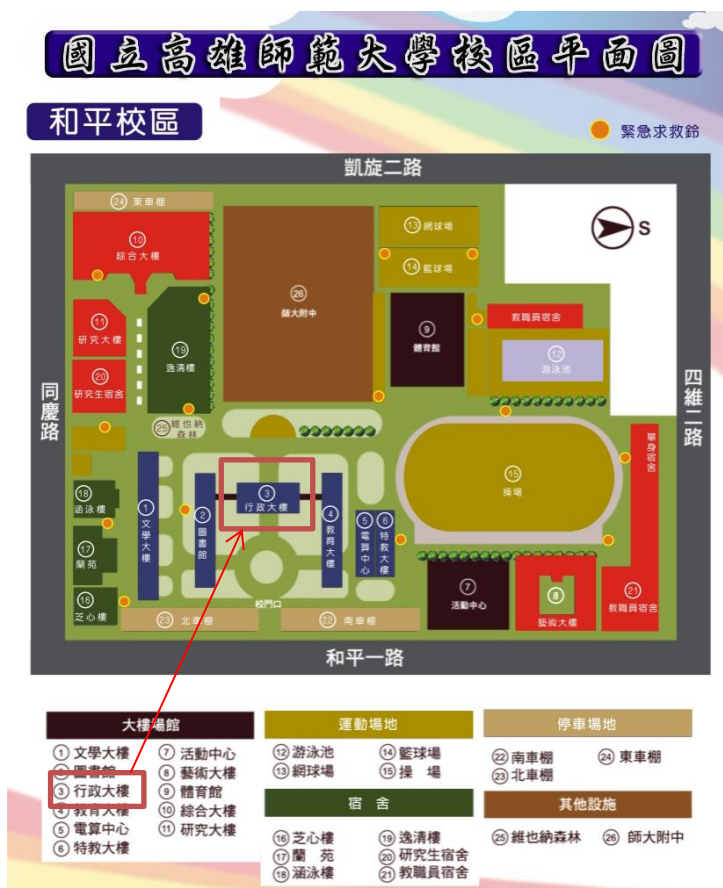 國立高雄師範大學校區平面圖
和平校區
緊急求救鈴
凱旋二路
24 東車棚
13 網球場
S
10
綜合大樓
14 籃球場
26
師大附中
11
研究大樓
9
體育館
教職員宿舍
19
逸清樓
12
游泳池
20
研究生宿舍
同慶路
四維二路
25 維也納
森林
單身宿舍
15
操場
18
涵泳樓
1 文學大樓
2 圖書館
3
行政大樓
4 教育大樓
5 電算中心
6 特教大樓
17
蘭苑
16
芝心樓
7
活動中心
8
藝術大樓
21
教職員宿舍
校門口
23 北車棚
22 南車棚
和平一路
大樓場館
1 文學大樓
7 活動中心
2 圖書館
8 藝術大樓
3 行政大樓
9 體育館
4 教育大樓
10 綜合大樓
5 電算中心
11 研究大樓
6 特教大樓
運動場地
12 游泳池
14 籃球場
13 網球場
15 操 場
宿 舍
16 芝心樓
19 逸清樓
17 蘭 苑
20 研究生宿舍
18 涵泳樓
21 教職員宿舍
停車場地
22 南車棚
24 東車棚
23 北車棚
其他設施
25 維也納森林
26 師大附中